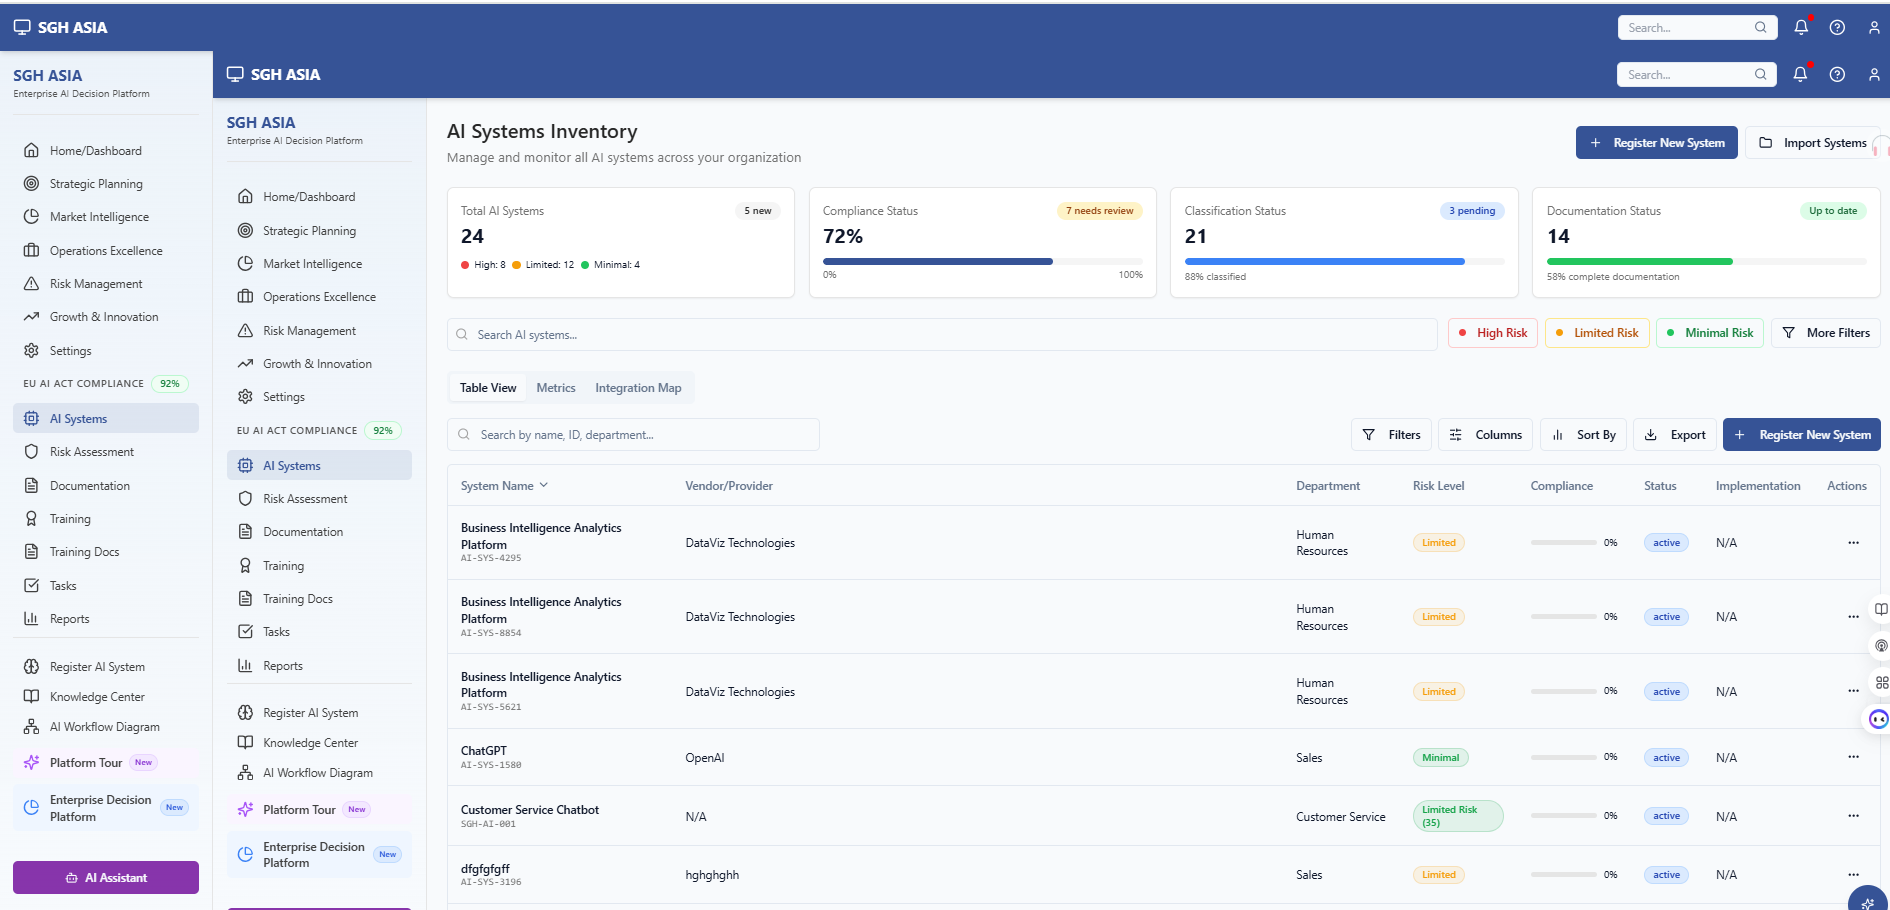 SGH ASIA
Search...
SGH ASIA
Enterprise AI Decision Platform
Home/Dashboard
Strategic Planning
Market Intelligence
Operations Excellence
Risk Management
Growth & Innovation
Settings
EU AI ACT COMPLIANCE 92%
AI Systems
Risk Assessment
Documentation
Training
Training Docs
Tasks
Reports
Register AI System
Knowledge Center
AI Workflow Diagram
Platform Tour New
Enterprise Decision
Platform
New
AI Assistant
SGH ASIA
Search...
SGH ASIA
Enterprise AI Decision Platform
Home/Dashboard
Strategic Planning
Market Intelligence
Operations Excellence
Risk Management
Growth & Innovation
Settings
EU AI ACT COMPLIANCE 92%
AI Systems
Risk Assessment
Documentation
Training
Training Docs
Tasks
Reports
Register AI System
Knowledge Center
AI Workflow Diagram
Platform Tour New
Enterprise Decision
Platform
New
AI Systems Inventory
Manage and monitor all AI systems across your organization
Register New System
Import Systems
Total AI Systems
5 new
24
High: 8 Limited: 12 Minimal: 4
Compliance Status
7 needs review
72%
0% 100%
Classification Status
3 pending
21
88% classified
Documentation Status
Up to date
14
58% complete documentation
Search AI systems...
High Risk
Limited Risk
Minimal Risk
More Filters
Table View
Metrics
Integration Map
Search by name, ID, department...
Filters
Columns
Sort By
Export
Register New System
System Name Vendor/Provider Department Risk Level Compliance Status Implementation Actions
Business Intelligence Analytics
Platform
AI-SYS-4295
DataViz Technologies
Human
Resources
Limited
0%
active
N/A
Business Intelligence Analytics
Platform
AI-SYS-8854
DataViz Technologies
Human
Resources
Limited
0%
active
N/A
Business Intelligence Analytics
Platform
AI-SYS-5621
DataViz Technologies
Human
Resources
Limited
0%
active
N/A
ChatGPT
AI-SYS-1580
OpenAI
Sales
Minimal
0%
active
N/A
Customer Service Chatbot
SGH-AI-001
N/A
Customer Service
Limited Risk
(35)
0%
active
N/A
dfgfgfgff
AI-SYS-3196
hghghghh
Sales
Limited
0%
active
N/A